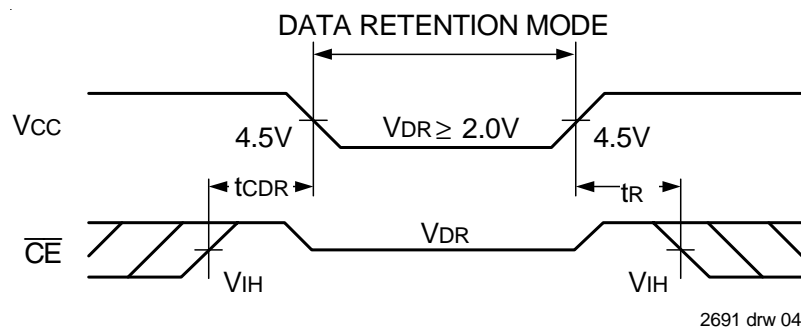 DATA RETENTION MODE
VCC
4.5V
VDR ≥ 2.0V
4.5V
tCDR
tR
CE
VDR
VIH
VIH
2691 drw 04